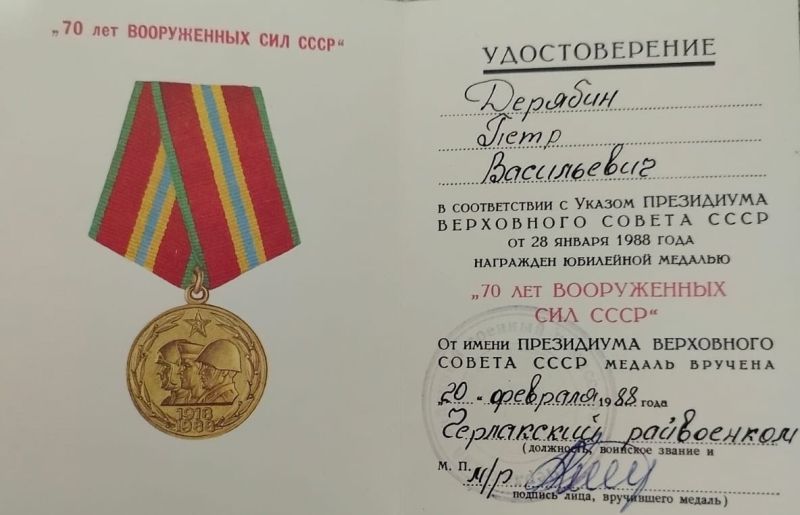 „70 лет ВООРУЖЕННЫХ СИЛ СССР“
1918
1988
УДОСТОВЕРЕНИЕ
Дерябин
Петр
Васильевич
В СООТВЕТСТВИИ С УКАЗОМ ПРЕЗИДИУМА
ВЕРХОВНОГО СОВЕТА СССР
ОТ 28 ЯНВАРЯ 1988 ГОДА
НАГРАЖДЕН ЮБИЛЕЙНОЙ МЕДАЛЬЮ
„70 ЛЕТ ВООРУЖЕННЫХ
СИЛ СССР“
ОТ ИМЕНИ ПРЕЗИДИУМА ВЕРХОВНОГО
СОВЕТА СССР МЕДАЛЬ ВРУЧЕНА
„20“ февраля 1988 года
Черлакский райвоенком
(должность, воинское звание и
М. П. м/р
подпись лица, вручившего медаль)